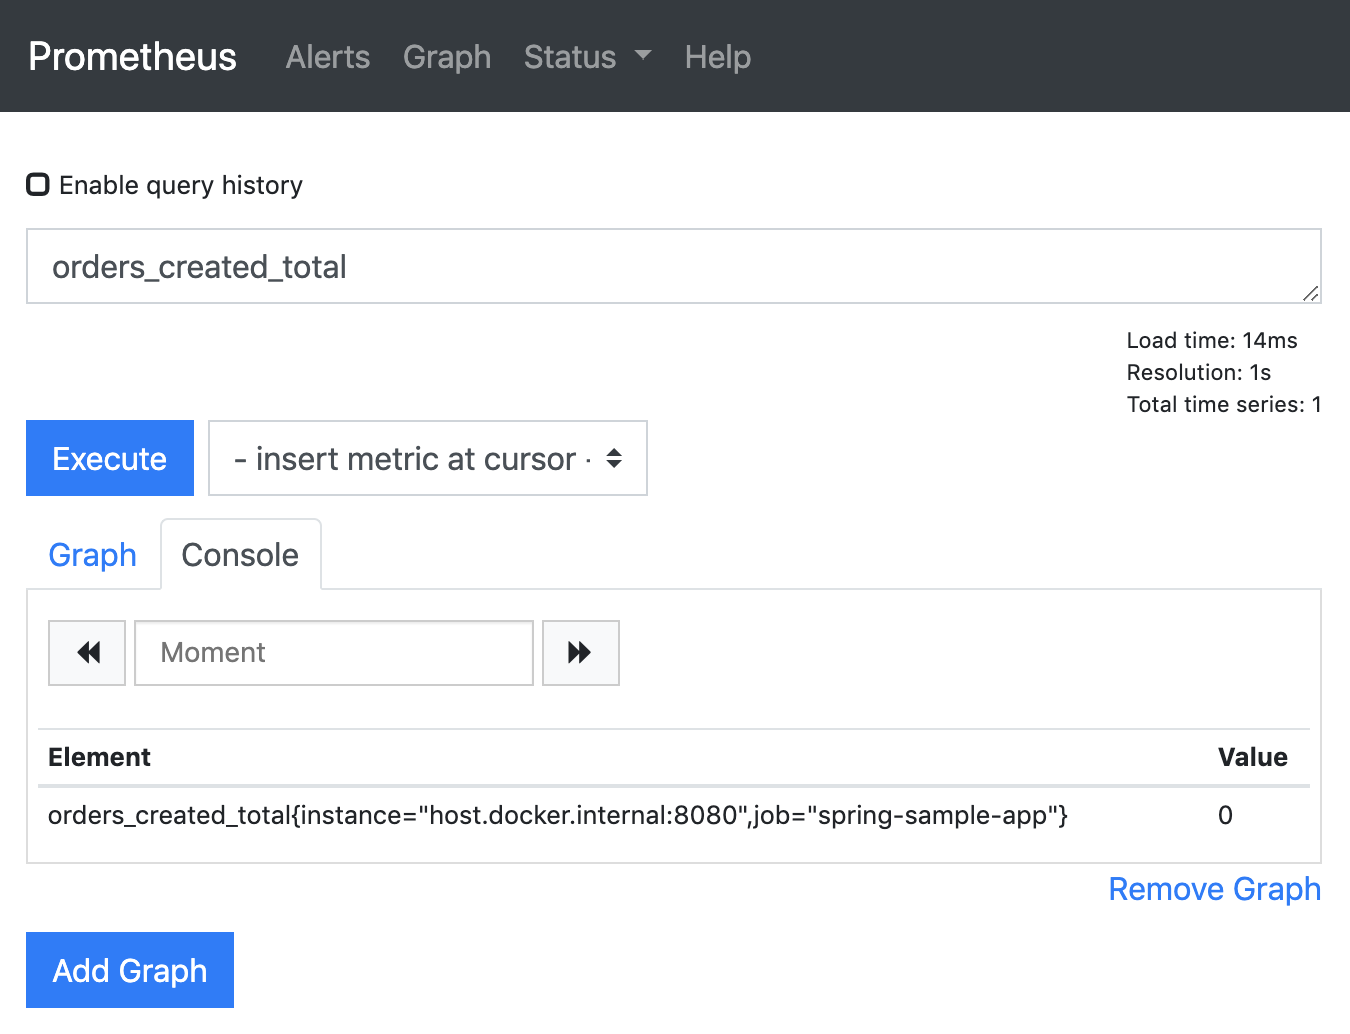 Prometheus Alerts Graph Status Help
Enable query history
orders_created_total
Load time: 14ms
Resolution: 1s
Total time series: 1
Execute - insert metric at cursor -
Graph Console
Moment
Element Value
orders_created_total{instance="host.docker.internal:8080",job="spring-sample-app"} 0
Remove Graph
Add Graph